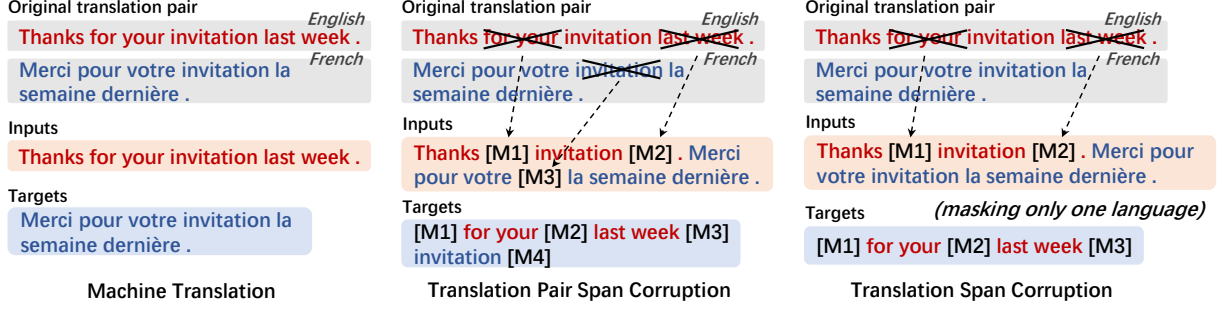 Original translation pair
English
Thanks for your invitation last week .
French
Merci pour votre invitation la
semaine dernière .
Inputs
Thanks for your invitation last week .
Targets
Merci pour votre invitation la
semaine dernière .
Machine Translation
Original translation pair
English
Thanks for your invitation last week .
French
Merci pour votre invitation la
semaine dernière .
Inputs
Thanks [M1] invitation [M2] . Merci
pour votre [M3] la semaine dernière .
Targets
[M1] for your [M2] last week [M3]
invitation [M4]
Translation Pair Span Corruption
Original translation pair
English
Thanks for your invitation last week .
French
Merci pour votre invitation la
semaine dernière .
Inputs
Thanks [M1] invitation [M2] . Merci pour
votre invitation la semaine dernière .
Targets
(masking only one language)
[M1] for your [M2] last week [M3]
Translation Span Corruption